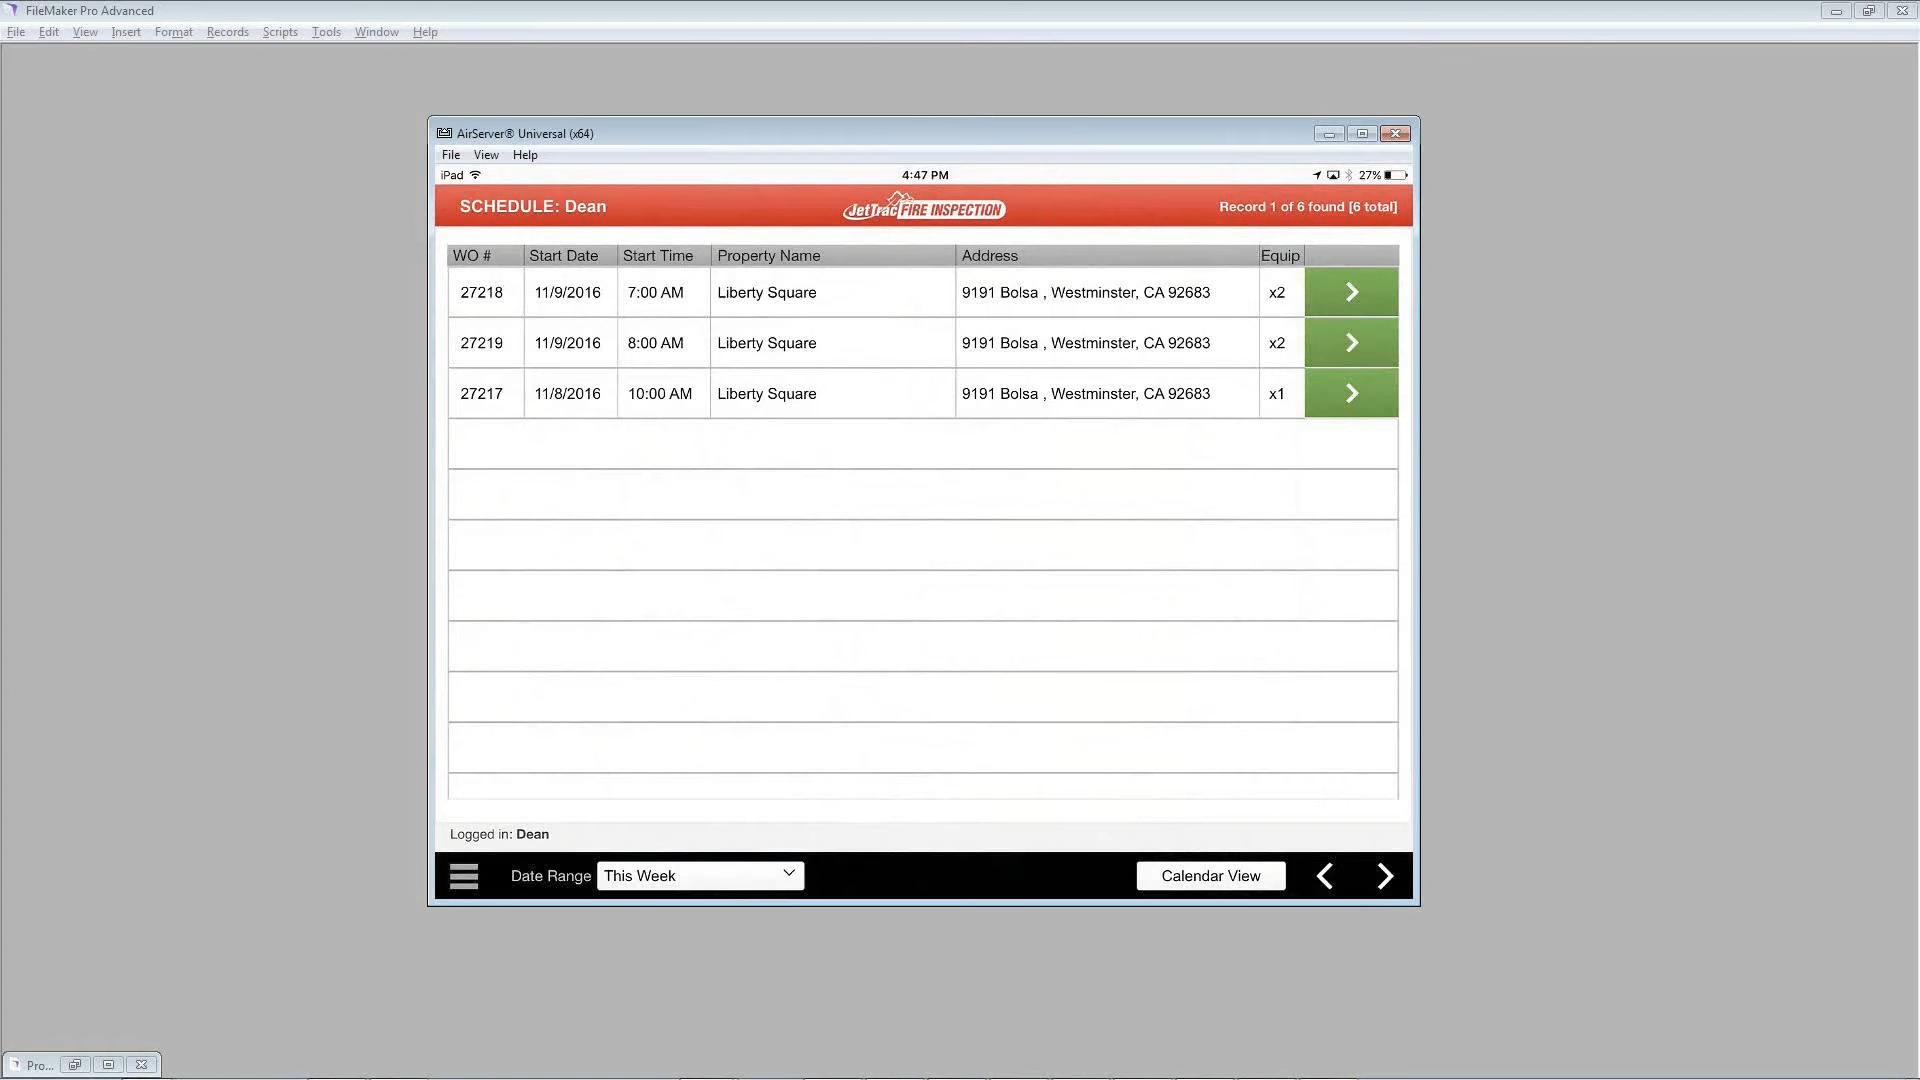 FileMaker Pro Advanced
File Edit View Insert Format Records Scripts Tools Window Help
AirServer® Universal (x64)
File View Help
iPad 4:47 PM 27%
SCHEDULE: Dean JetTrac FIRE INSPECTION Record 1 of 6 found [6 total]
WO # Start Date Start Time Property Name Address Equip
27218 11/9/2016 7:00 AM Liberty Square 9191 Bolsa , Westminster, CA 92683 x2
27219 11/9/2016 8:00 AM Liberty Square 9191 Bolsa , Westminster, CA 92683 x2
27217 11/8/2016 10:00 AM Liberty Square 9191 Bolsa , Westminster, CA 92683 x1
Logged in: Dean
Date Range This Week Calendar View
Pro...